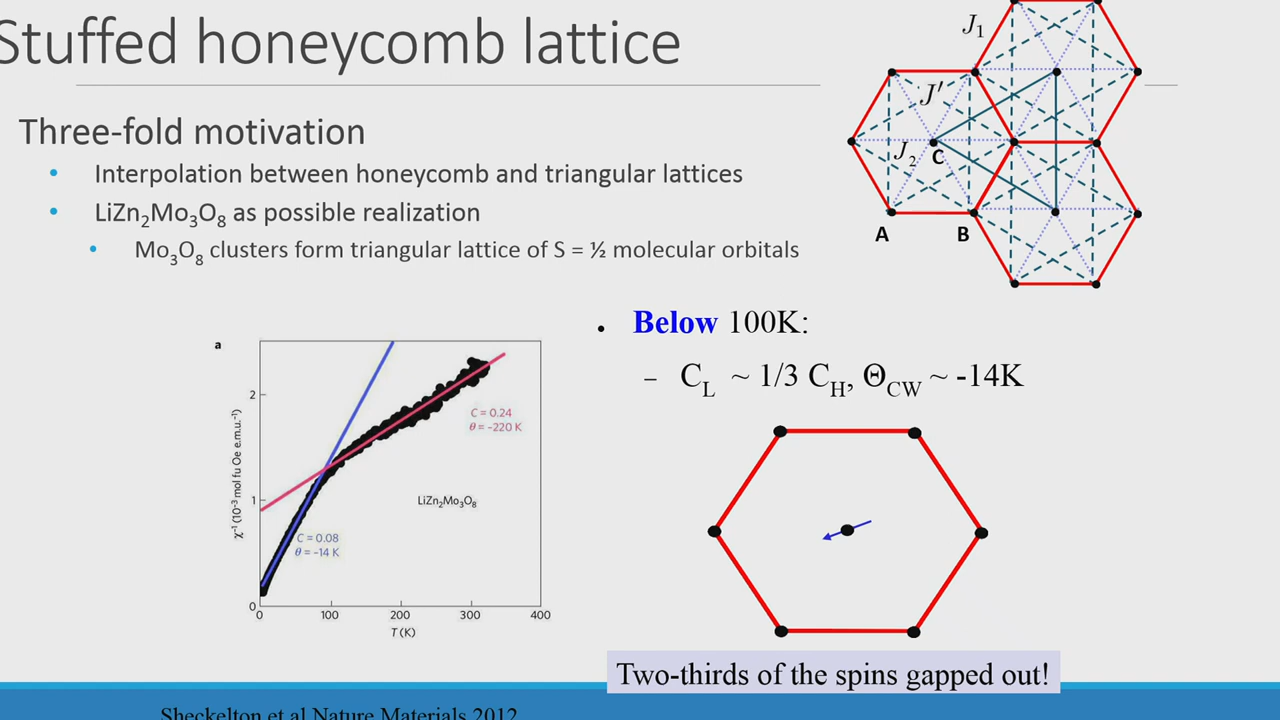 Stuffed honeycomb lattice
Three-fold motivation
• Interpolation between honeycomb and triangular lattices
• LiZn₂Mo₃O₈ as possible realization
• Mo₃O₈ clusters form triangular lattice of S = ½ molecular orbitals
J₁
J′
J₂
C
A
B
• Below 100K:
– C_L ~ 1/3 C_H, Θ_CW ~ -14K
a
χ⁻¹ (10⁻³ mol fu Oe e.m.u.⁻¹)
2
1
0
C = 0.24
θ = −220 K
LiZn₂Mo₃O₈
C = 0.08
θ = −14 K
0 100 200 300 400
T (K)
Two-thirds of the spins gapped out!
Sheckelton et al Nature Materials 2012